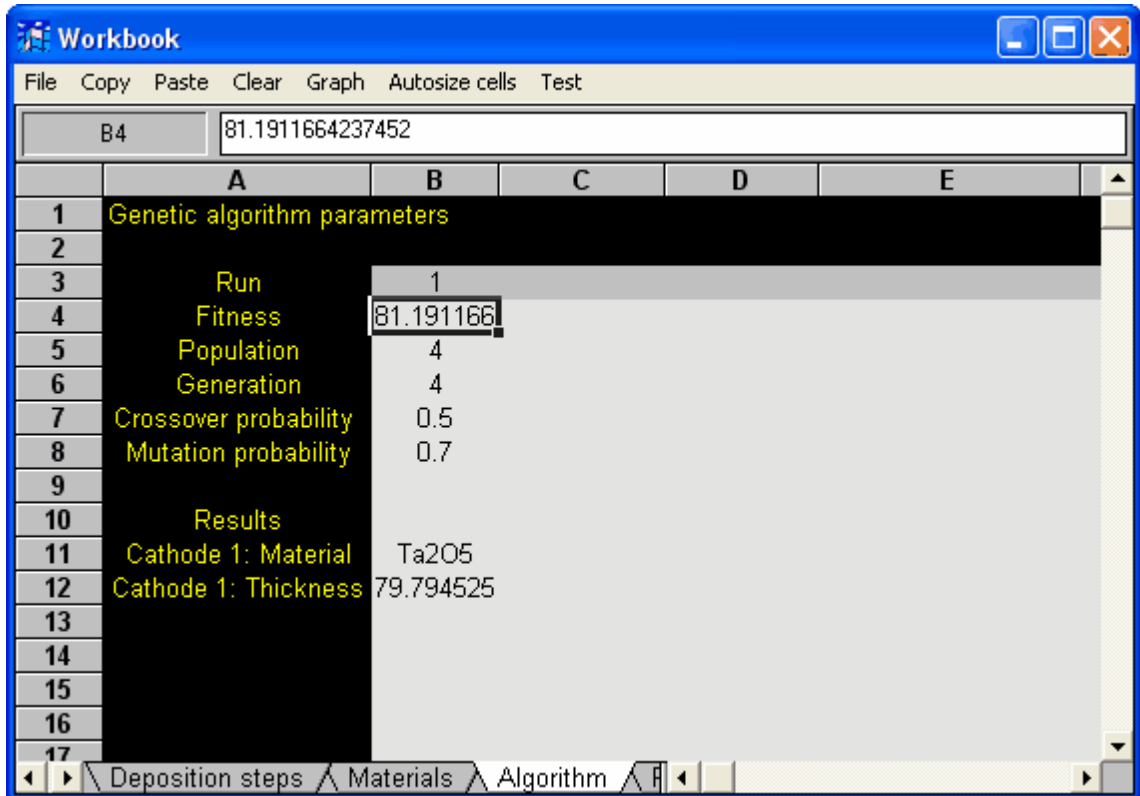 Workbook
File Copy Paste Clear Graph Autosize cells Test
B4 81.1911664237452
A B C D E
1 Genetic algorithm parameters
2
3 Run 1
4 Fitness 81.191166
5 Population 4
6 Generation 4
7 Crossover probability 0.5
8 Mutation probability 0.7
9
10 Results
11 Cathode 1: Material Ta2O5
12 Cathode 1: Thickness 79.794525
13
14
15
16
17
Deposition steps Materials Algorithm